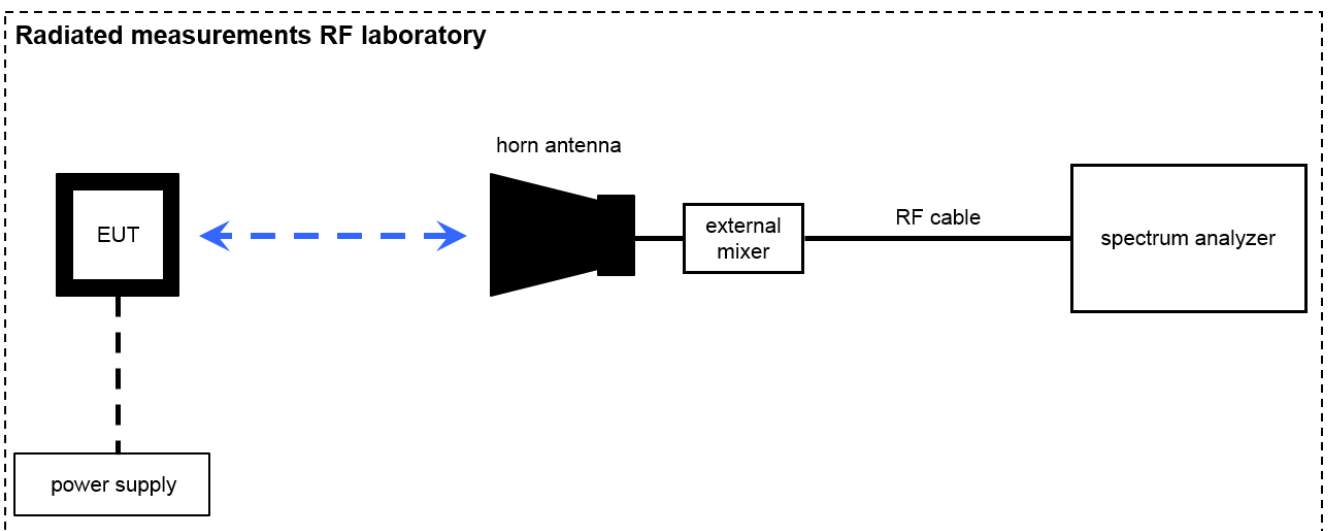 Radiated measurements RF laboratory
horn antenna
EUT
external
mixer
RF cable
spectrum analyzer
power supply